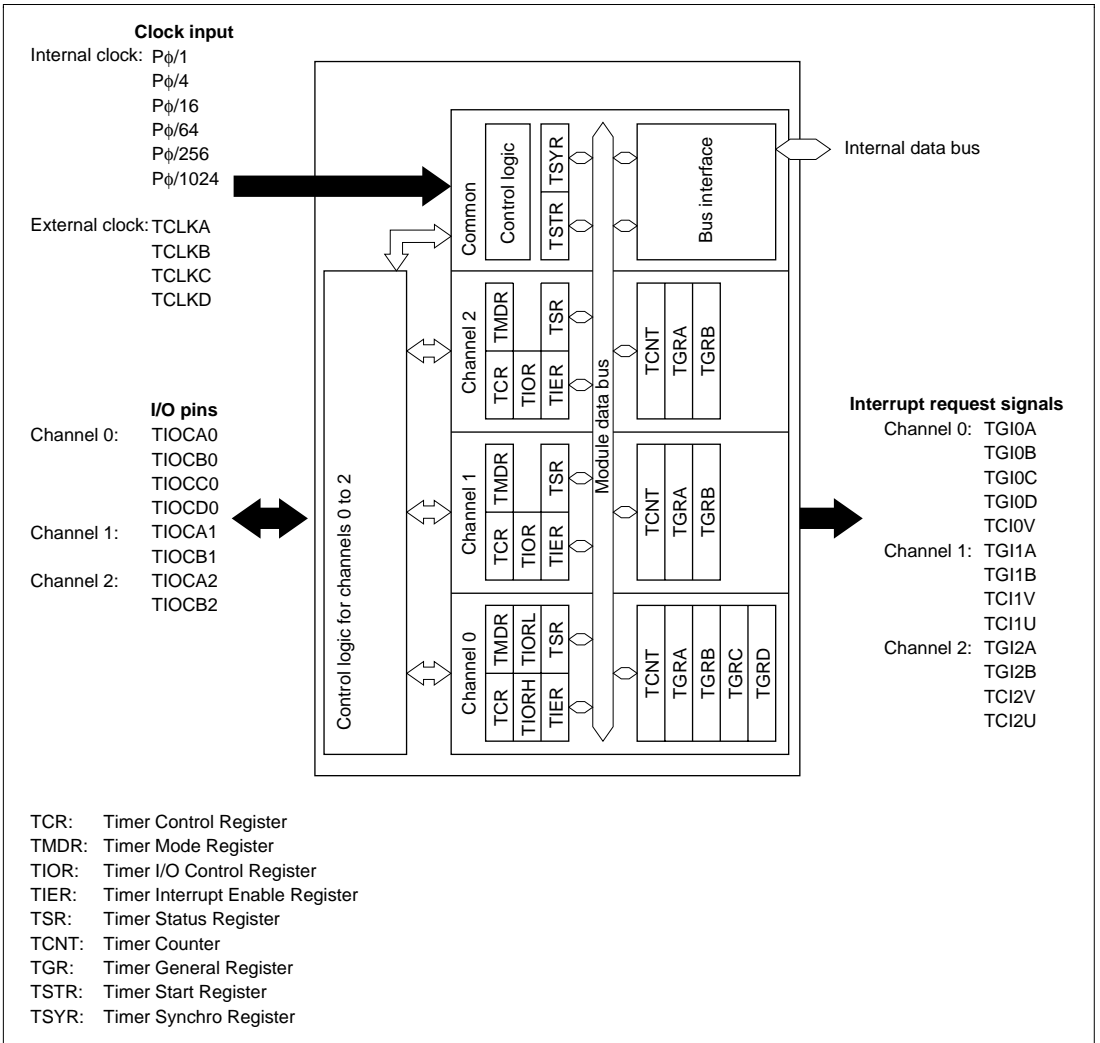 Clock input
Internal clock: Pϕ/1
Pϕ/4
Pϕ/16
Pϕ/64
Pϕ/256
Pϕ/1024
External clock: TCLKA
TCLKB
TCLKC
TCLKD
I/O pins
Channel 0: TIOCA0
TIOCB0
TIOCC0
TIOCD0
Channel 1: TIOCA1
TIOCB1
Channel 2: TIOCA2
TIOCB2
Control logic for channels 0 to 2
Common
Control logic
TSTR TSYR
Bus interface
Channel 2
TCR TMDR
TIOR
TIER TSR
TCNT
TGRA
TGRB
Channel 1
TCR TMDR
TIOR
TIER TSR
TCNT
TGRA
TGRB
Channel 0
TCR TMDR
TIORH TIORL
TIER TSR
TCNT
TGRA
TGRB
TGRC
TGRD
Module data bus
Internal data bus
Interrupt request signals
Channel 0: TGI0A
TGI0B
TGI0C
TGI0D
TCI0V
Channel 1: TGI1A
TGI1B
TCI1V
TCI1U
Channel 2: TGI2A
TGI2B
TCI2V
TCI2U
TCR: Timer Control Register
TMDR: Timer Mode Register
TIOR: Timer I/O Control Register
TIER: Timer Interrupt Enable Register
TSR: Timer Status Register
TCNT: Timer Counter
TGR: Timer General Register
TSTR: Timer Start Register
TSYR: Timer Synchro Register